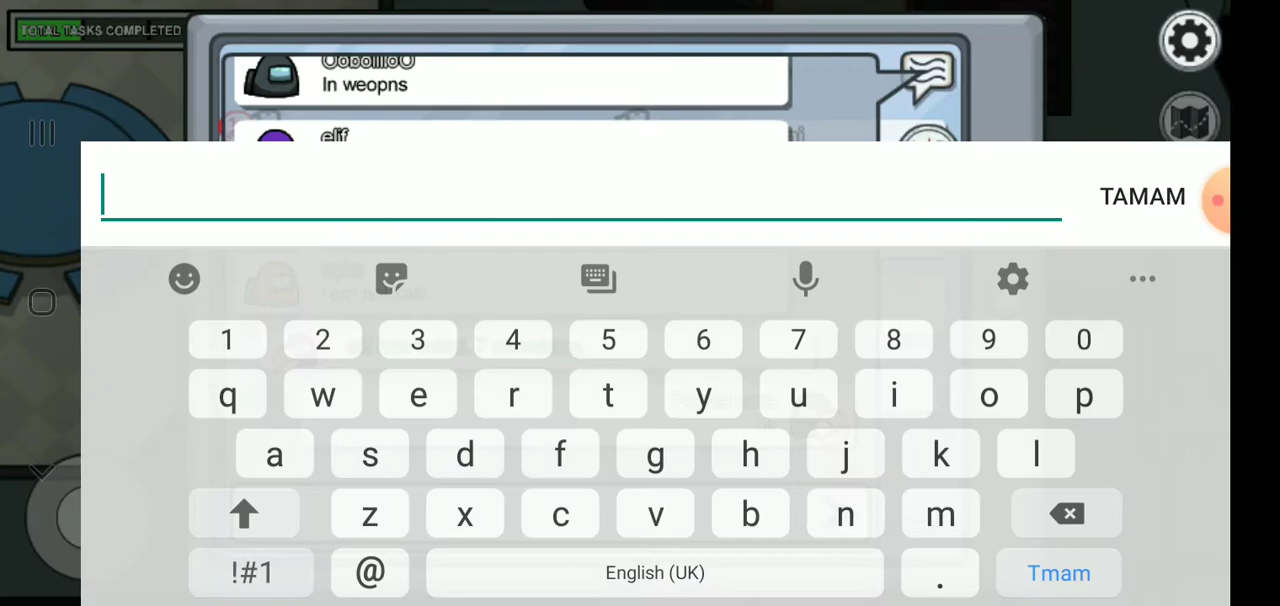 TOTAL TASKS COMPLETED
In weopns
elif
TAMAM
1 2 3 4 5 6 7 8 9 0
q w e r t y u i o p
a s d f g h j k l
z x c v b n m
!#1 @ English (UK) . Tmam